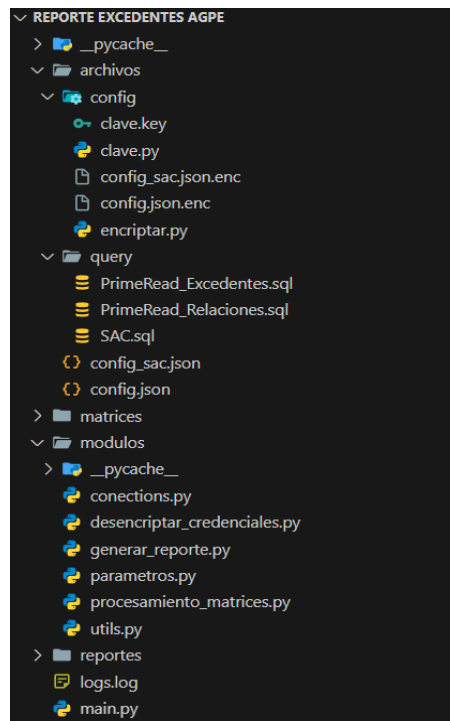 REPORTE EXCEDENTES AGPE
__pycache__
archivos
config
clave.key
clave.py
config_sac.json.enc
config.json.enc
encriptar.py
query
PrimeRead_Excedentes.sql
PrimeRead_Relaciones.sql
SAC.sql
config_sac.json
config.json
matrices
modulos
__pycache__
conections.py
desencriptar_credenciales.py
generar_reporte.py
parametros.py
procesamiento_matrices.py
utils.py
reportes
logs.log
main.py